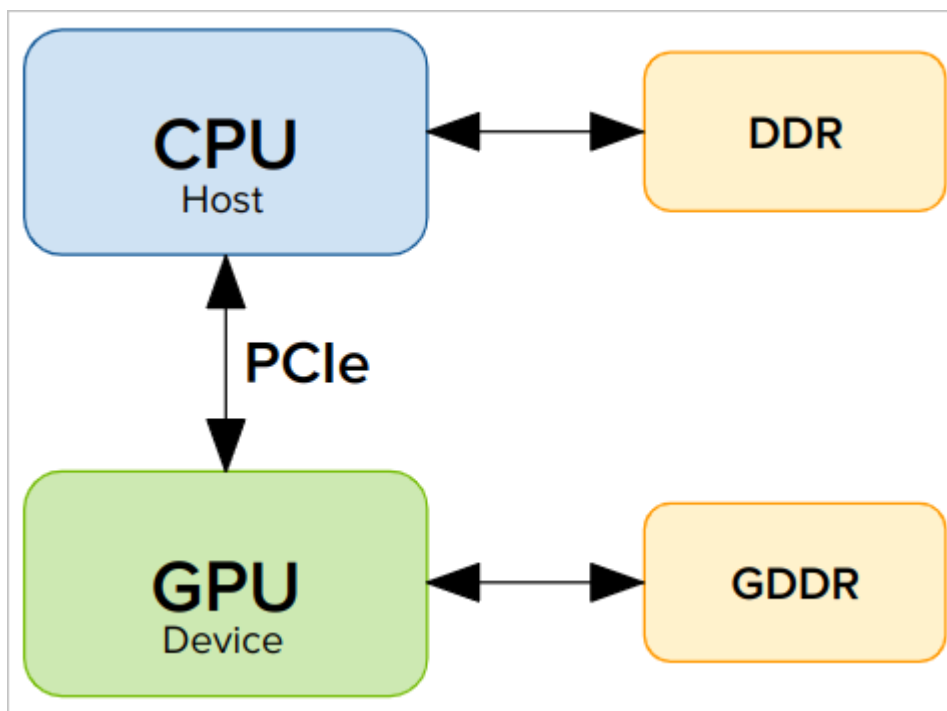 CPU
Host
DDR
PCIe
GPU
Device
GDDR